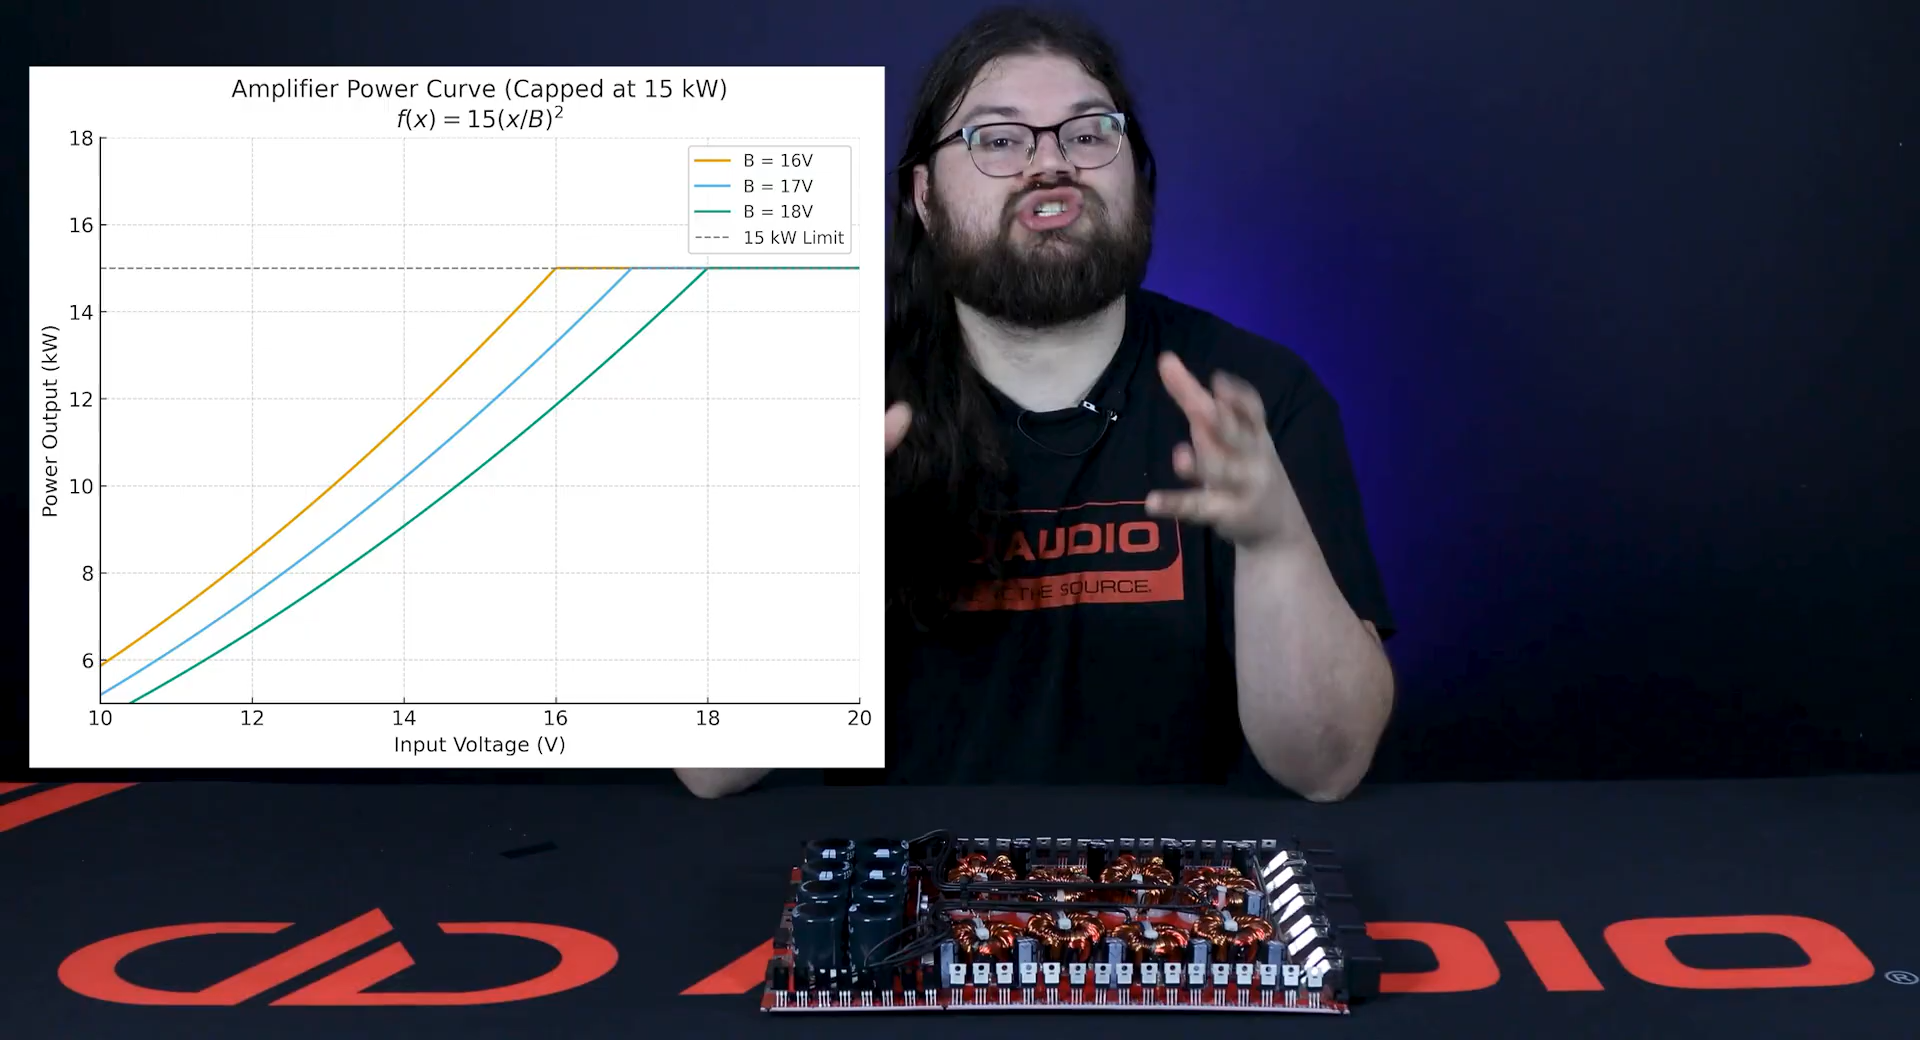 Amplifier Power Curve (Capped at 15 kW)
f(x) = 15(x/B)²
18
16
14
12
10
8
6
Power Output (kW)
B = 16V
B = 17V
B = 18V
15 kW Limit
10 12 14 16 18 20
Input Voltage (V)
AUDIO
THE SOURCE.
®